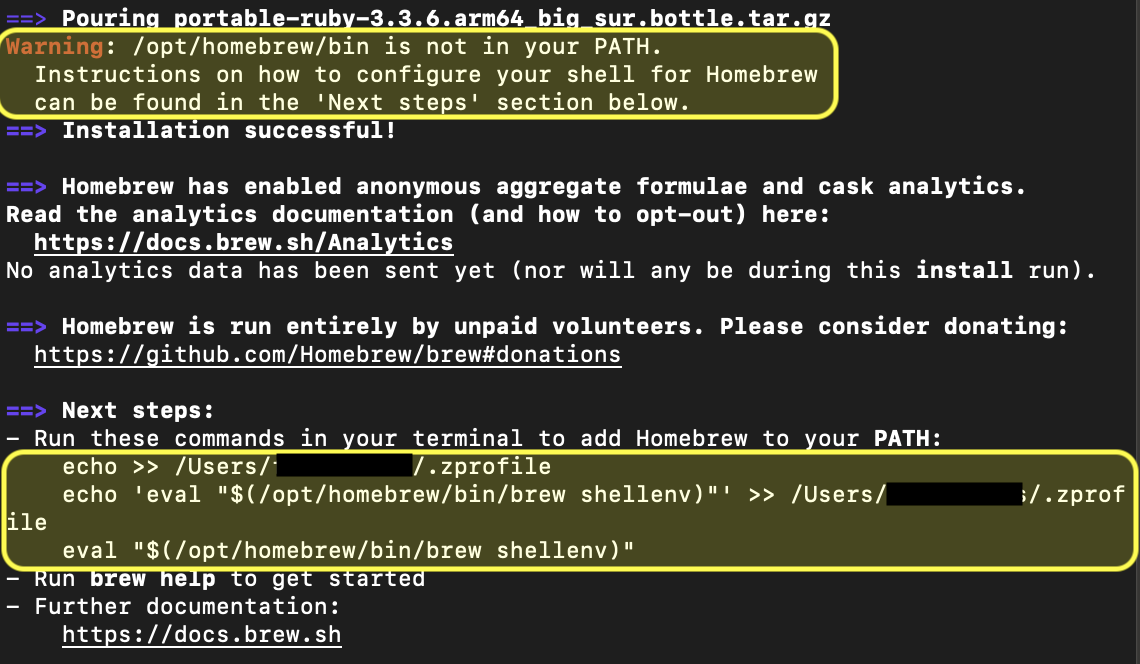 ==> Pouring portable-ruby-3.3.6.arm64_big_sur.bottle.tar.gz
Warning: /opt/homebrew/bin is not in your PATH.
  Instructions on how to configure your shell for Homebrew
  can be found in the 'Next steps' section below.
==> Installation successful!

==> Homebrew has enabled anonymous aggregate formulae and cask analytics.
Read the analytics documentation (and how to opt-out) here:
  https://docs.brew.sh/Analytics
No analytics data has been sent yet (nor will any be during this install run).

==> Homebrew is run entirely by unpaid volunteers. Please consider donating:
  https://github.com/Homebrew/brew#donations

==> Next steps:
– Run these commands in your terminal to add Homebrew to your PATH:
    echo >> /Users/ /.zprofile
    echo 'eval "$(/opt/homebrew/bin/brew shellenv)"' >> /Users/ /.zprof
ile
    eval "$(/opt/homebrew/bin/brew shellenv)"
– Run brew help to get started
– Further documentation:
    https://docs.brew.sh